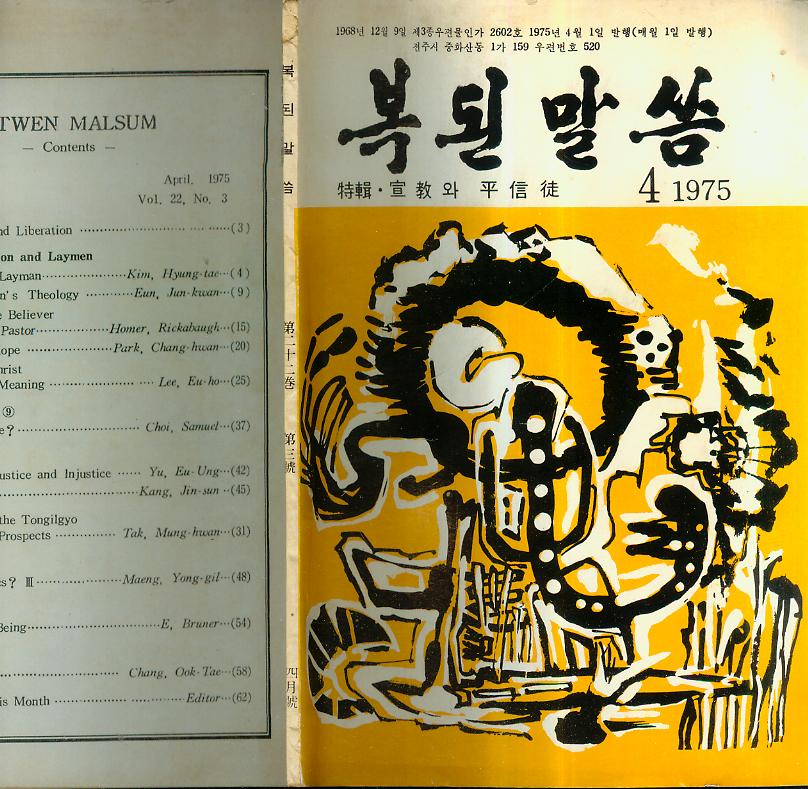 TWEN MALSUM
— Contents —
April, 1975
Vol. 22, No. 3
nd Liberation ( 3 )
on and Laymen
Layman Kim, Hyung-tae ( 4 )
n's Theology Eun, Jun-kwan ( 9 )
e Believer
Pastor Homer, Rickabaugh (15)
ope Park, Chang-hwan (20)
hrist
Meaning Lee, Eu-ho (25)
⑨
e? Choi, Samuel (37)
ustice and Injustice Yu, Eu-Ung (42)
Kang, Jin-sun (45)
the Tongilgyo
Prospects Tak, Mung-hwan (31)
cs? Ⅲ Maeng, Yong-gil (48)
Being E, Bruner (54)
Chang, Ook-Tae (58)
is Month Editor (62)
복된말씀
第二十二卷
第三號
四月號
1968년 12월 9일 제3종우편물인가 2602호 1975년 4월 1일 발행(매월 1일 발행)
전주시 중화산동 1가 159 우편번호 520
복된말씀
特輯·宣教와 平信徒
4 1975